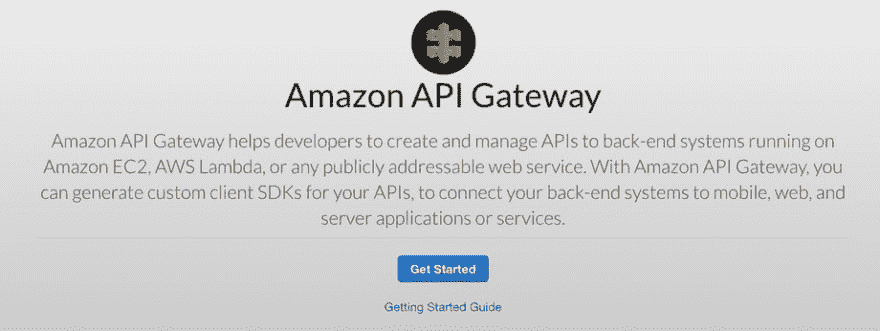 Amazon API Gateway
Amazon API Gateway helps developers to create and manage APIs to back-end systems running on
Amazon EC2, AWS Lambda, or any publicly addressable web service. With Amazon API Gateway, you
can generate custom client SDKs for your APIs, to connect your back-end systems to mobile, web, and
server applications or services.
Get Started
Getting Started Guide